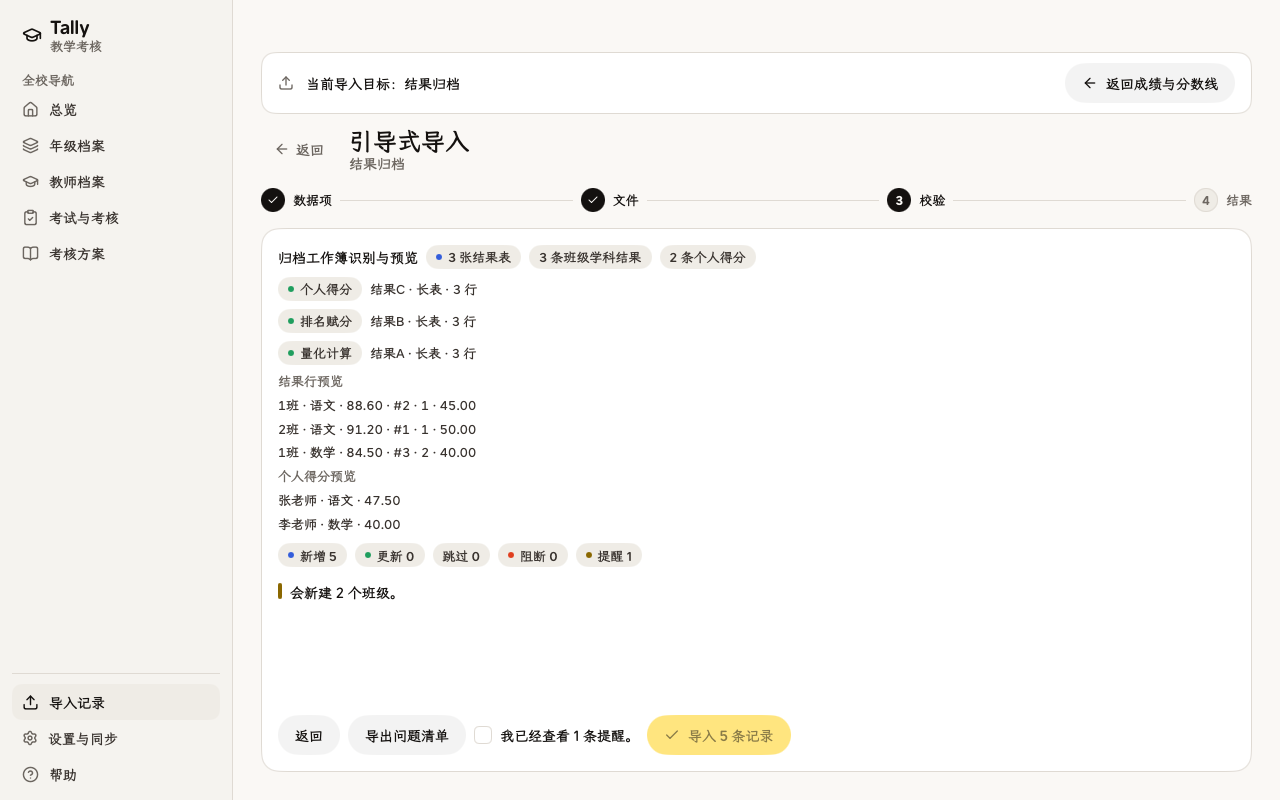 Tally
教学考核
全校导航
总览
年级档案
教师档案
考试与考核
考核方案
导入记录
设置与同步
帮助
当前导入目标：结果归档
返回成绩与分数线
返回
引导式导入
结果归档
数据项
文件
3 校验
4 结果
归档工作簿识别与预览 3 张结果表 3 条班级学科结果 2 条个人得分
个人得分 结果C · 长表 · 3 行
排名赋分 结果B · 长表 · 3 行
量化计算 结果A · 长表 · 3 行
结果行预览
1班 · 语文 · 88.60 · #2 · 1 · 45.00
2班 · 语文 · 91.20 · #1 · 1 · 50.00
1班 · 数学 · 84.50 · #3 · 2 · 40.00
个人得分预览
张老师 · 语文 · 47.50
李老师 · 数学 · 40.00
新增 5 更新 0 跳过 0 阻断 0 提醒 1
会新建 2 个班级。
返回 导出问题清单 我已经查看 1 条提醒。 导入 5 条记录